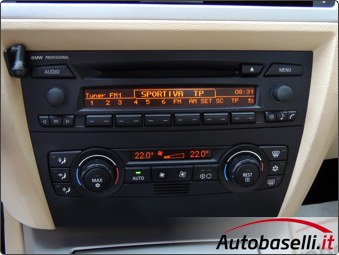 BMW PROFESSIONAL
AUDIO
MENU
Tuner FM1 SPORTIVA TP 08:31
1 2 3 4 5 6 FM AM SET SC TP
22.0° 22.0°
MAX
AUTO
REST
Autobaselli.it